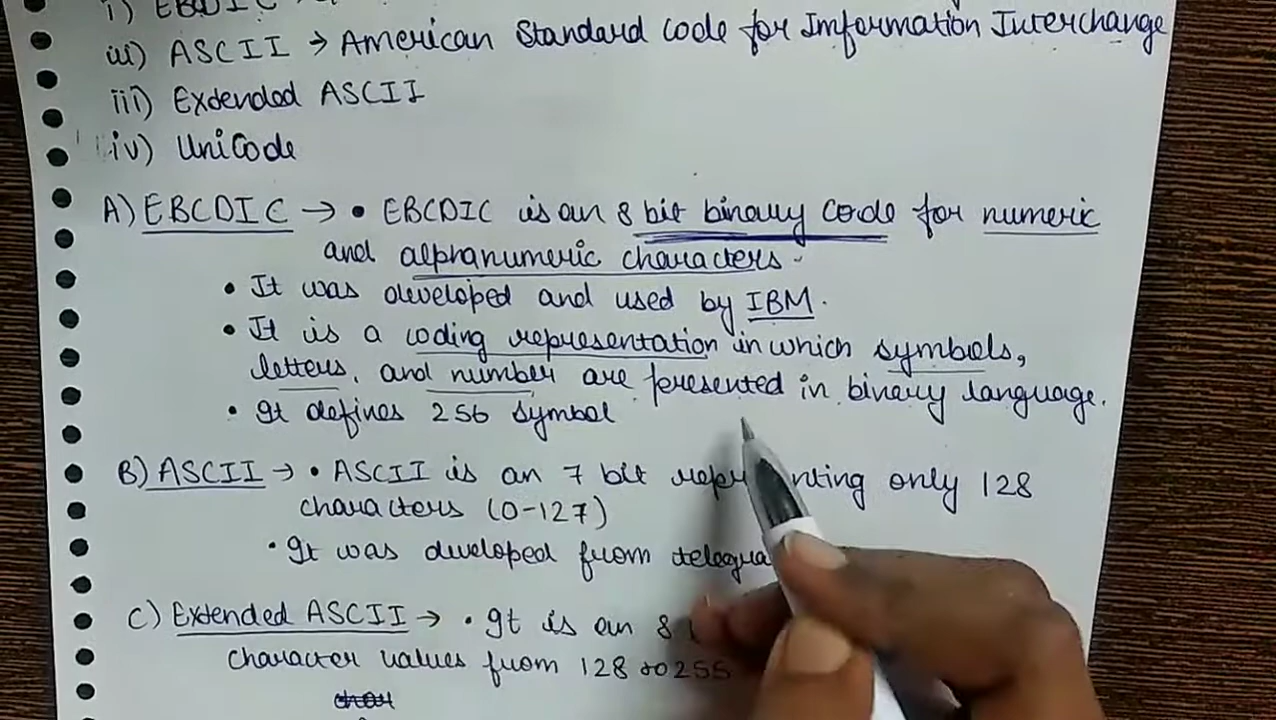 i) EBCDIC
iii) ASCII → American Standard Code for Information Interchange
iii) Extended ASCII
iv) UniCode
A) EBCDIC → • EBCDIC is an 8 bit binary code for numeric
and alphanumeric characters.
• It was developed and used by IBM.
• It is a coding representation in which symbols,
letters, and number are presented in binary language.
• It defines 256 symbol
B) ASCII → • ASCII is an 7 bit only 128
characters (0-127)
• It was developed from
C) Extended ASCII → • It is an 8
character values from 128 to 255